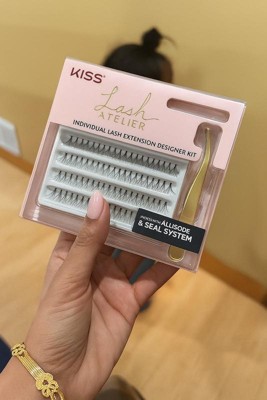 KISS®
Lash
ATELIER
INDIVIDUAL LASH EXTENSION DESIGNER KIT
ALLISODE
& SEAL SYSTEM